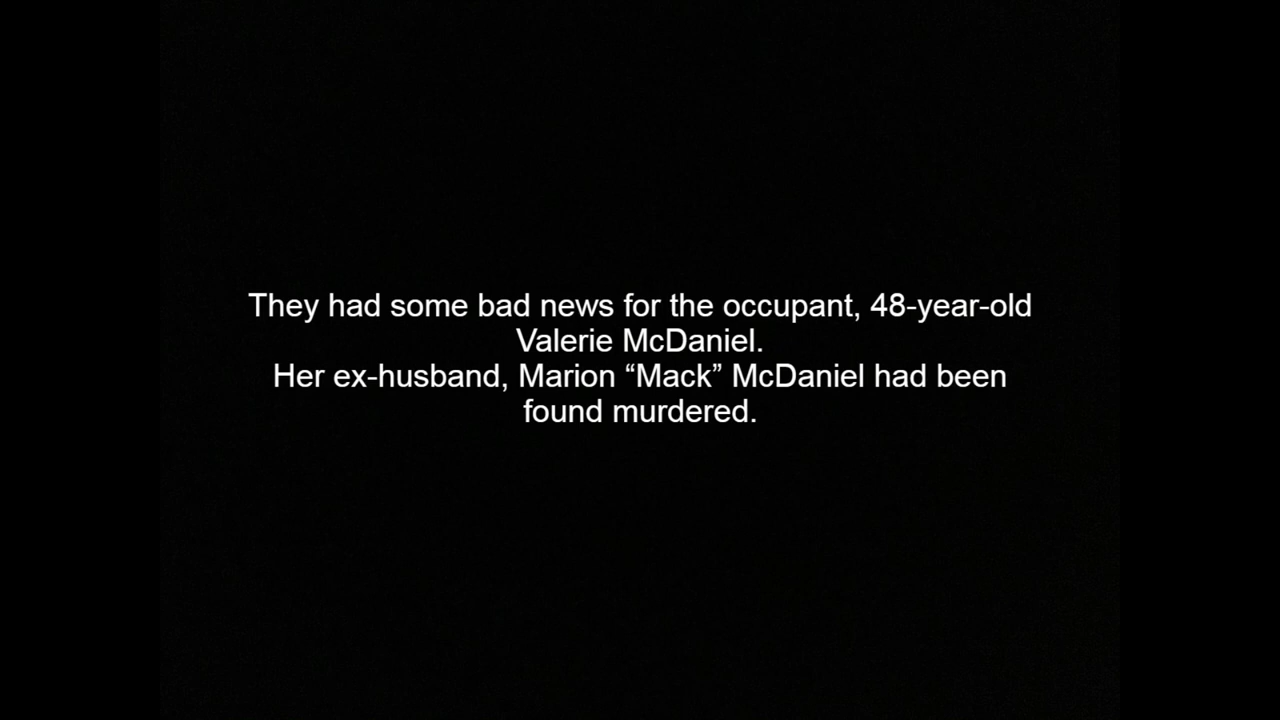 They had some bad news for the occupant, 48-year-old
Valerie McDaniel.
Her ex-husband, Marion “Mack” McDaniel had been
found murdered.